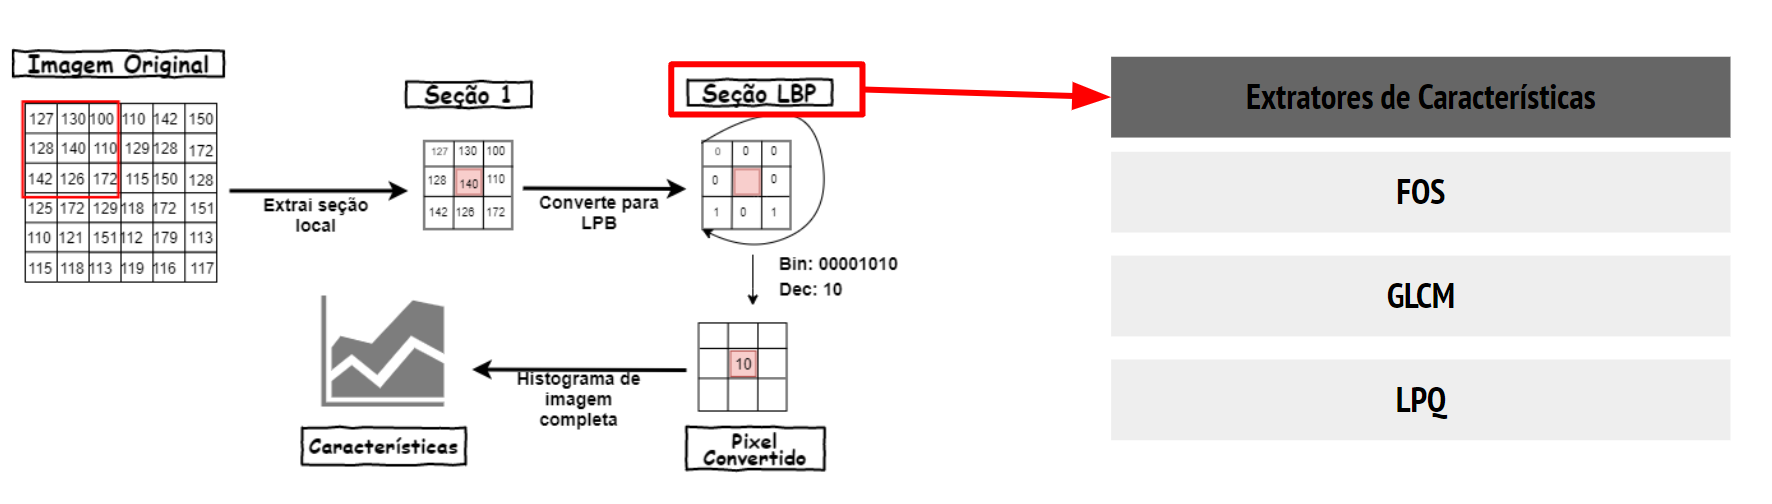 Imagem Original
127 130 100 110 142 150
128 140 110 129 128 172
142 126 172 115 150 128
125 172 129 118 172 151
110 121 151 112 179 113
115 118 113 119 116 117
Extrai seção
local
Seção 1
127 130 100
128 140 110
142 126 172
Converte para
LPB
Seção LBP
0 0 0
0 0
1 0 1
Bin: 00001010
Dec: 10
10
Pixel
Convertido
Histograma de
imagem
completa
Características
Extratores de Características
FOS
GLCM
LPQ